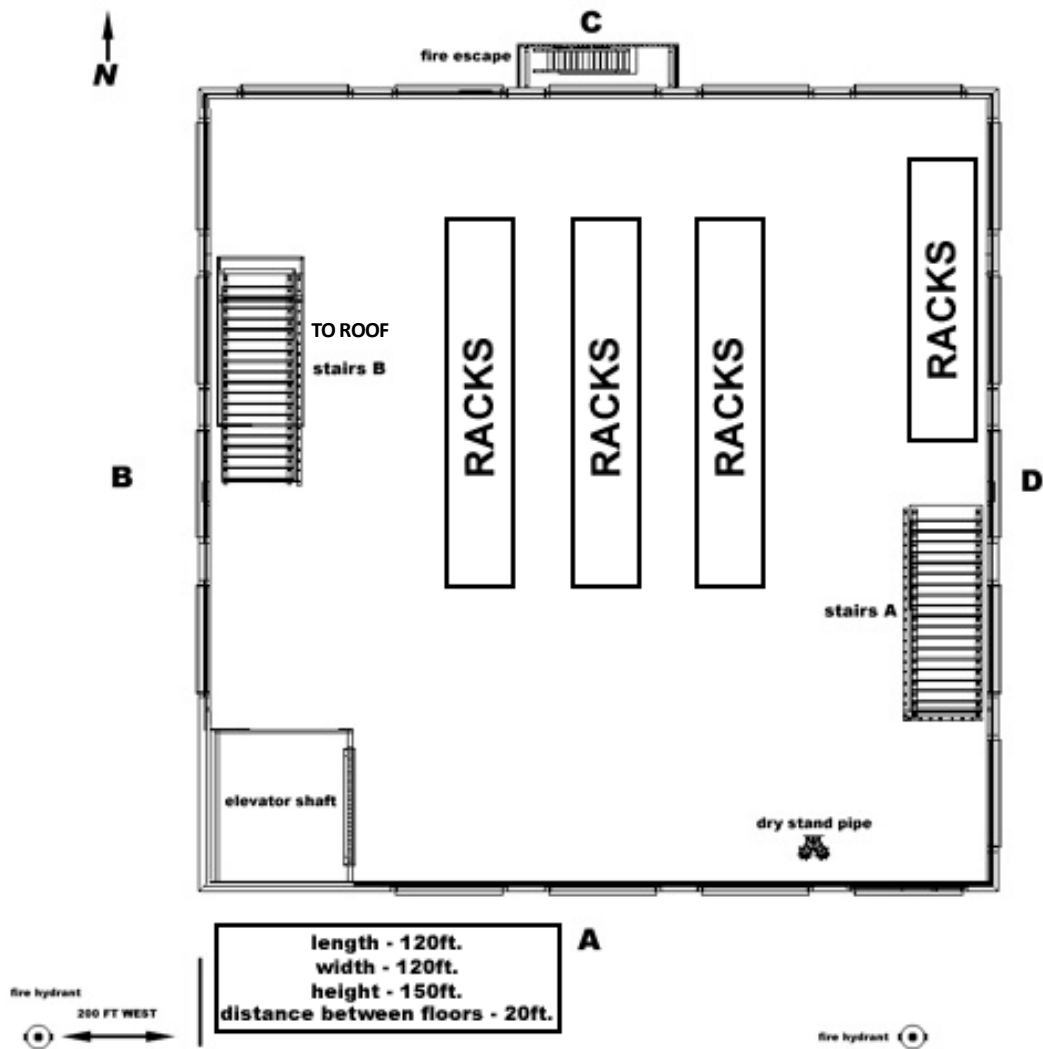 C
fire escape
N
RACKS
TO ROOF
stairs B
RACKS
RACKS
RACKS
B
D
stairs A
elevator shaft
dry stand pipe
A
length - 120ft.
width - 120ft.
height - 150ft.
distance between floors - 20ft.
fire hydrant
200 FT WEST
fire hydrant